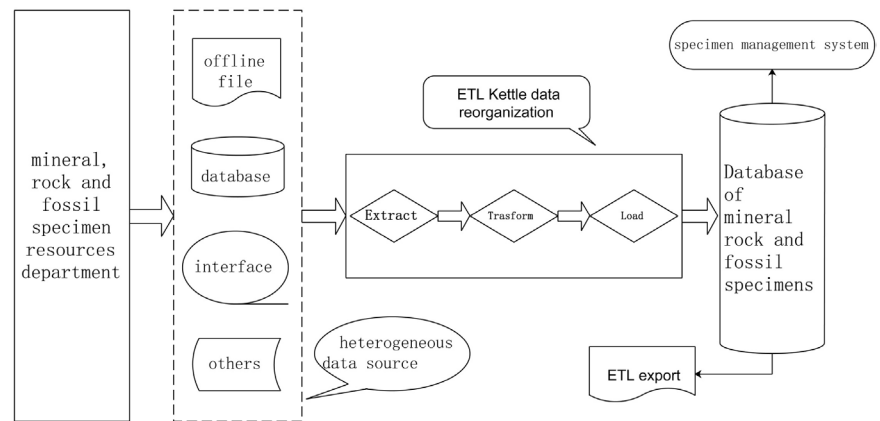 mineral,
rock and
fossil
specimen
resources
department
offline
file
database
interface
others
heterogeneous
data source
ETL Kettle data
reorganization
Extract
Trasform
Load
specimen management system
Database
of
mineral
rock and
fossil
specimens
ETL export